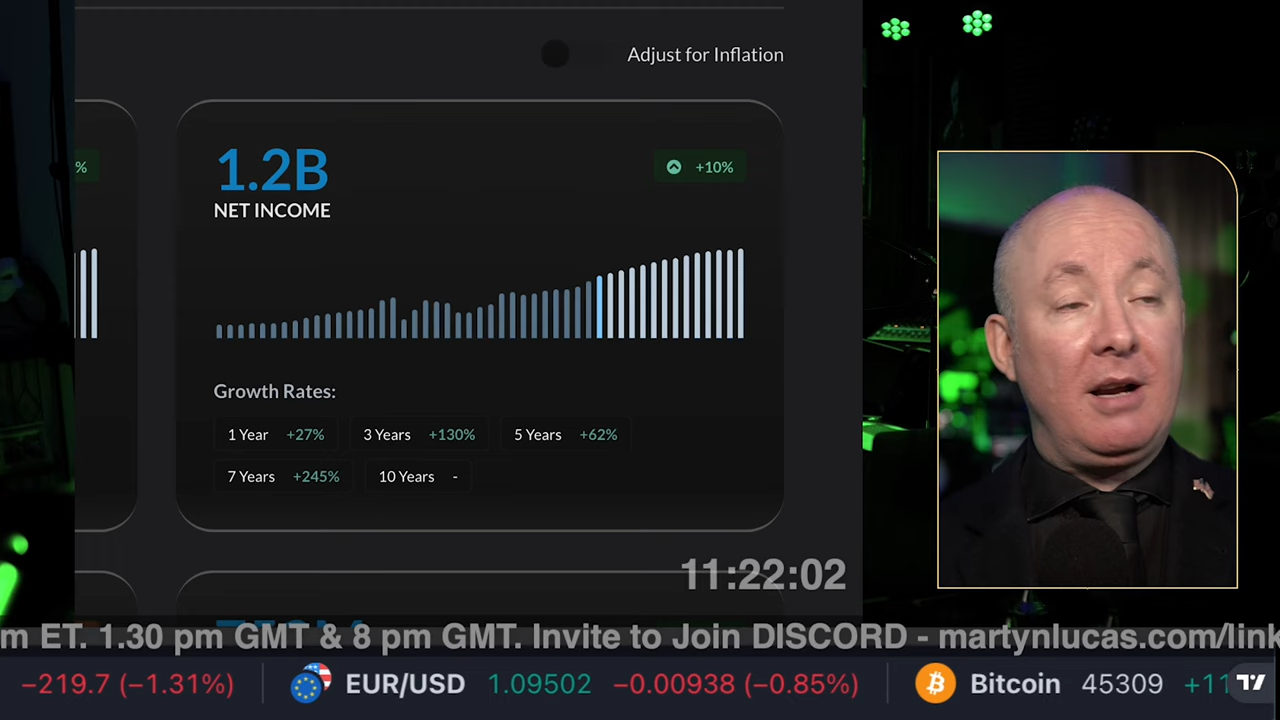 Adjust for Inflation
%
1.2B
+10%
NET INCOME
Growth Rates:
1 Year +27% 3 Years +130% 5 Years +62%
7 Years +245% 10 Years -
11:22:02
m ET. 1.30 pm GMT & 8 pm GMT. Invite to Join DISCORD - martynlucas.com/link
−219.7 (−1.31%) EUR/USD 1.09502 −0.00938 (−0.85%) Bitcoin 45309 +11